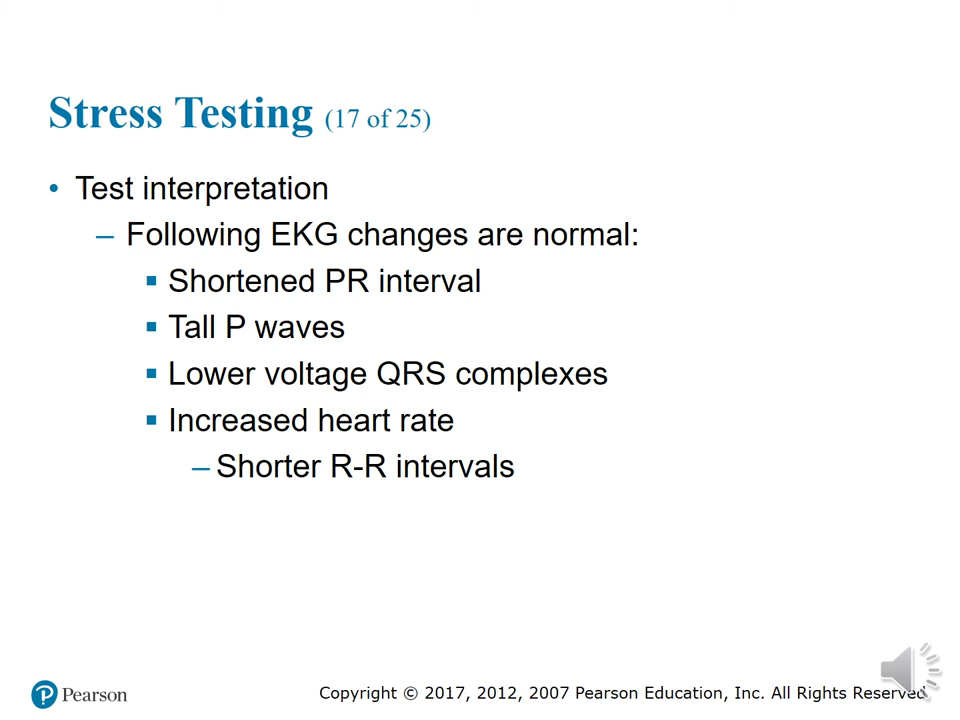 Stress Testing (17 of 25)
• Test interpretation
– Following EKG changes are normal:
▪ Shortened PR interval
▪ Tall P waves
▪ Lower voltage QRS complexes
▪ Increased heart rate
– Shorter R-R intervals
Pearson
Copyright © 2017, 2012, 2007 Pearson Education, Inc. All Rights Reserved